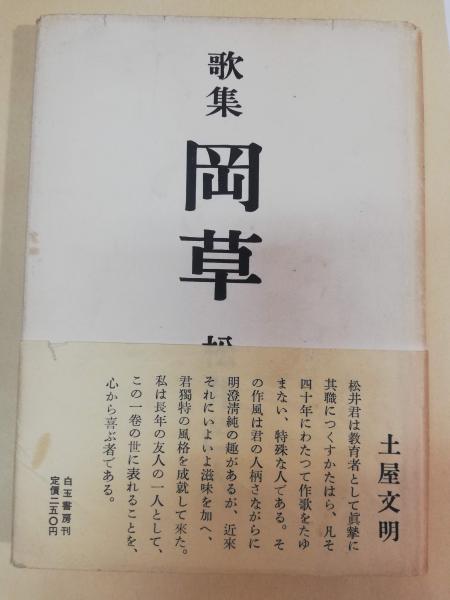 歌集
岡草
土屋文明
松井君は教育者として眞摯に
其職につくすかたはら、凡そ
四十年にわたつて作歌をたゆ
まない、特殊な人である。そ
の作風は君の人柄さながらに
明澄清純の趣があるが、近來
それにいよいよ滋味を加へ、
君獨特の風格を成就して來た。
私は長年の友人の一人として、
この一卷の世に表れることを、
心から喜ぶ者である。
白玉書房刊
定價二五〇円